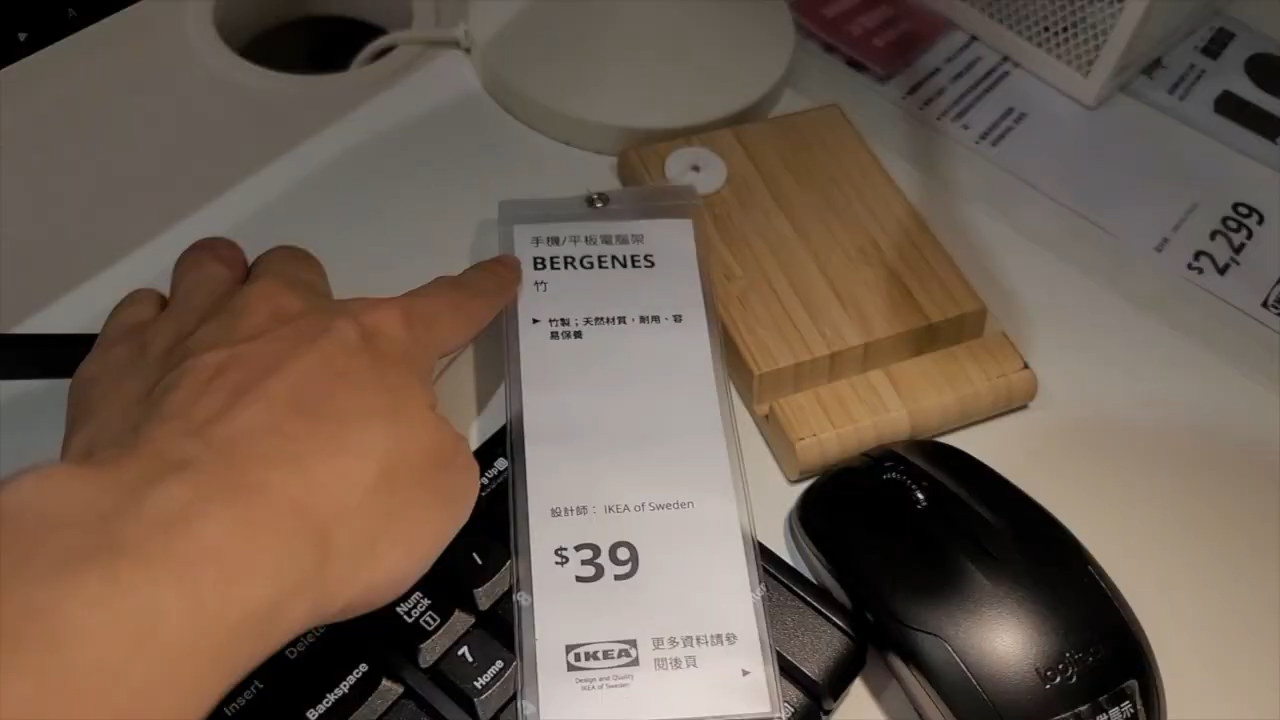 手機/平板電腦架
BERGENES
竹
► 竹製；天然材質，耐用、容
易保養
設計師： IKEA of Sweden
$39
IKEA
Design and Quality
IKEA of Sweden
更多資料請參
閱後頁
$2,299
Num
Lock
Delete
Insert
Backspace
7
Home
logitech